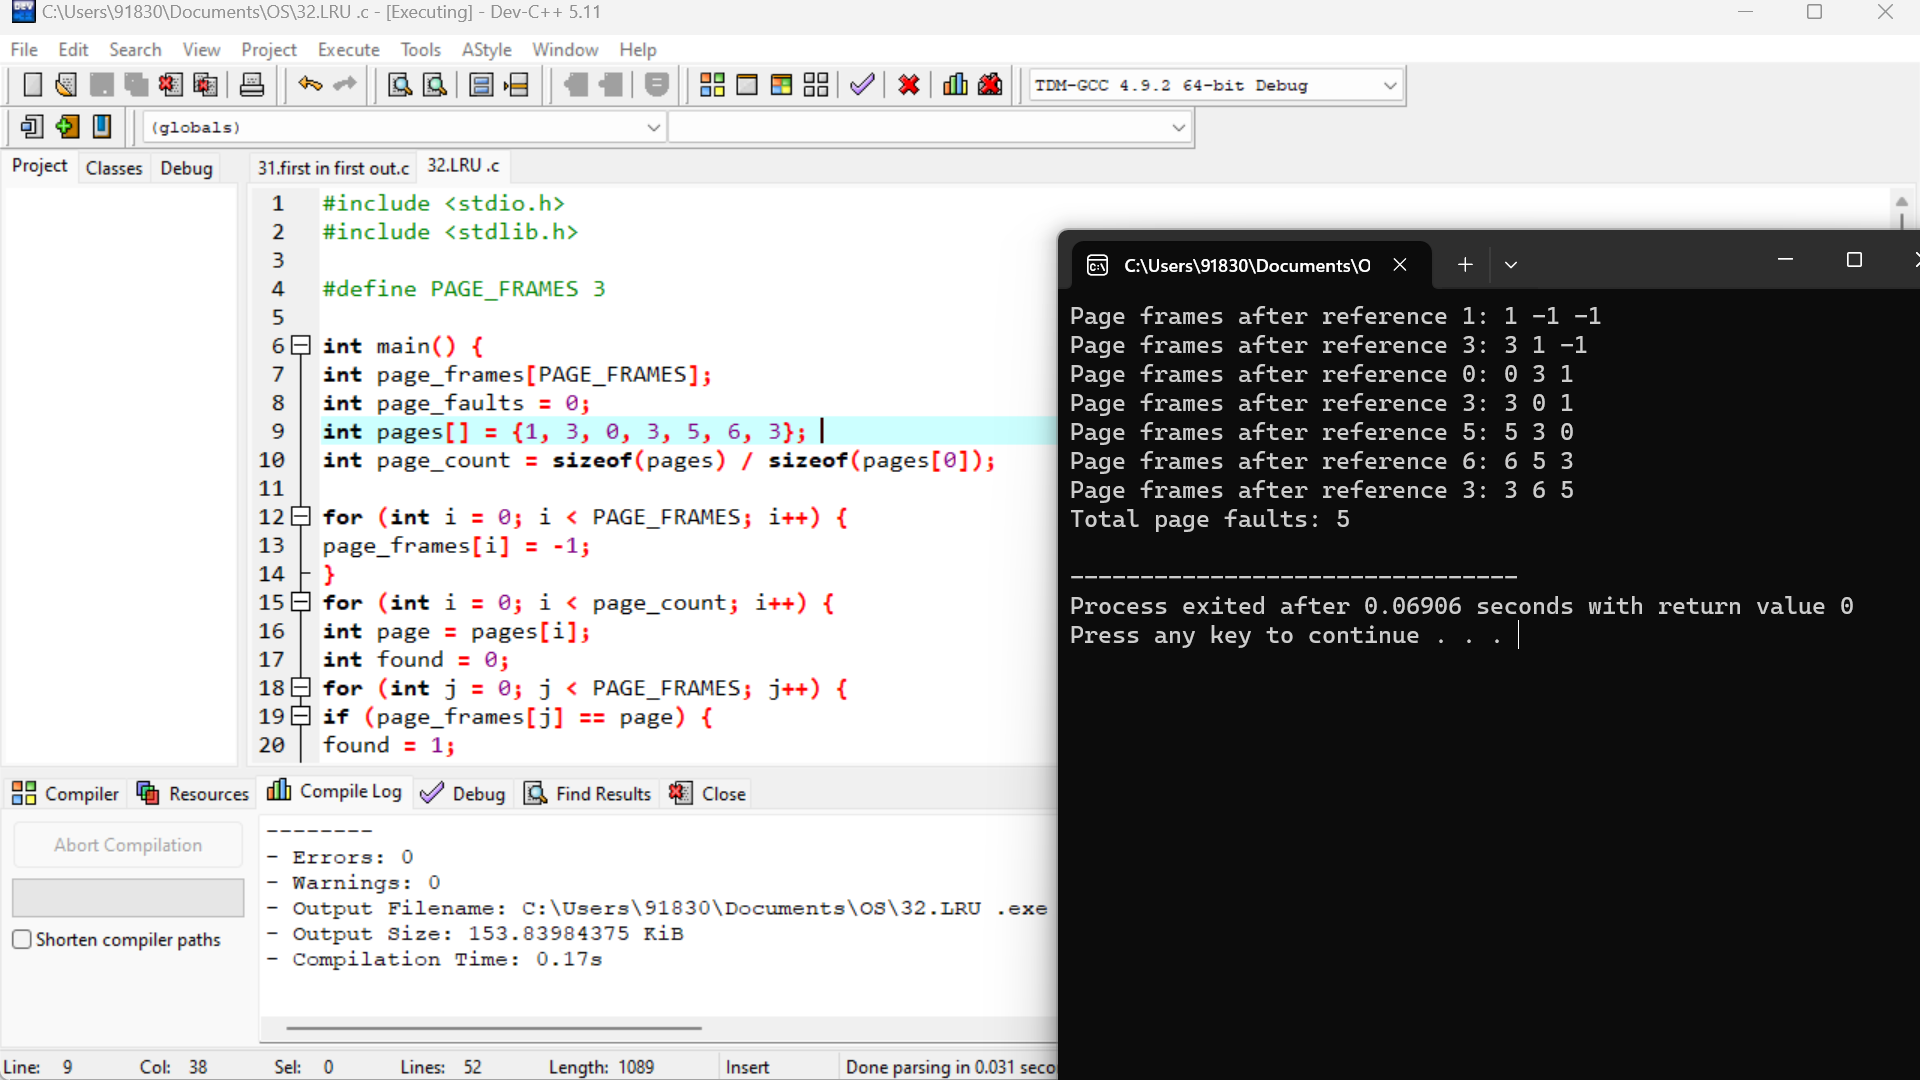 C:\Users\91830\Documents\OS\32.LRU .c - [Executing] - Dev-C++ 5.11
File Edit Search View Project Execute Tools AStyle Window Help
TDM-GCC 4.9.2 64-bit Debug
(globals)
Project Classes Debug 31.first in first out.c 32.LRU .c
1 #include <stdio.h>
2 #include <stdlib.h>
3
4 #define PAGE_FRAMES 3
5
6 int main() {
7 int page_frames[PAGE_FRAMES];
8 int page_faults = 0;
9 int pages[] = {1, 3, 0, 3, 5, 6, 3};
10 int page_count = sizeof(pages) / sizeof(pages[0]);
11
12 for (int i = 0; i < PAGE_FRAMES; i++) {
13 page_frames[i] = -1;
14 }
15 for (int i = 0; i < page_count; i++) {
16 int page = pages[i];
17 int found = 0;
18 for (int j = 0; j < PAGE_FRAMES; j++) {
19 if (page_frames[j] == page) {
20 found = 1;
C:\Users\91830\Documents\O
Page frames after reference 1: 1 -1 -1
Page frames after reference 3: 3 1 -1
Page frames after reference 0: 0 3 1
Page frames after reference 3: 3 0 1
Page frames after reference 5: 5 3 0
Page frames after reference 6: 6 5 3
Page frames after reference 3: 3 6 5
Total page faults: 5
--------------------------------
Process exited after 0.06906 seconds with return value 0
Press any key to continue . . .
Compiler Resources Compile Log Debug Find Results Close
Abort Compilation
Shorten compiler paths
--------
- Errors: 0
- Warnings: 0
- Output Filename: C:\Users\91830\Documents\OS\32.LRU .exe
- Output Size: 153.83984375 KiB
- Compilation Time: 0.17s
Line: 9 Col: 38 Sel: 0 Lines: 52 Length: 1089 Insert Done parsing in 0.031 seco